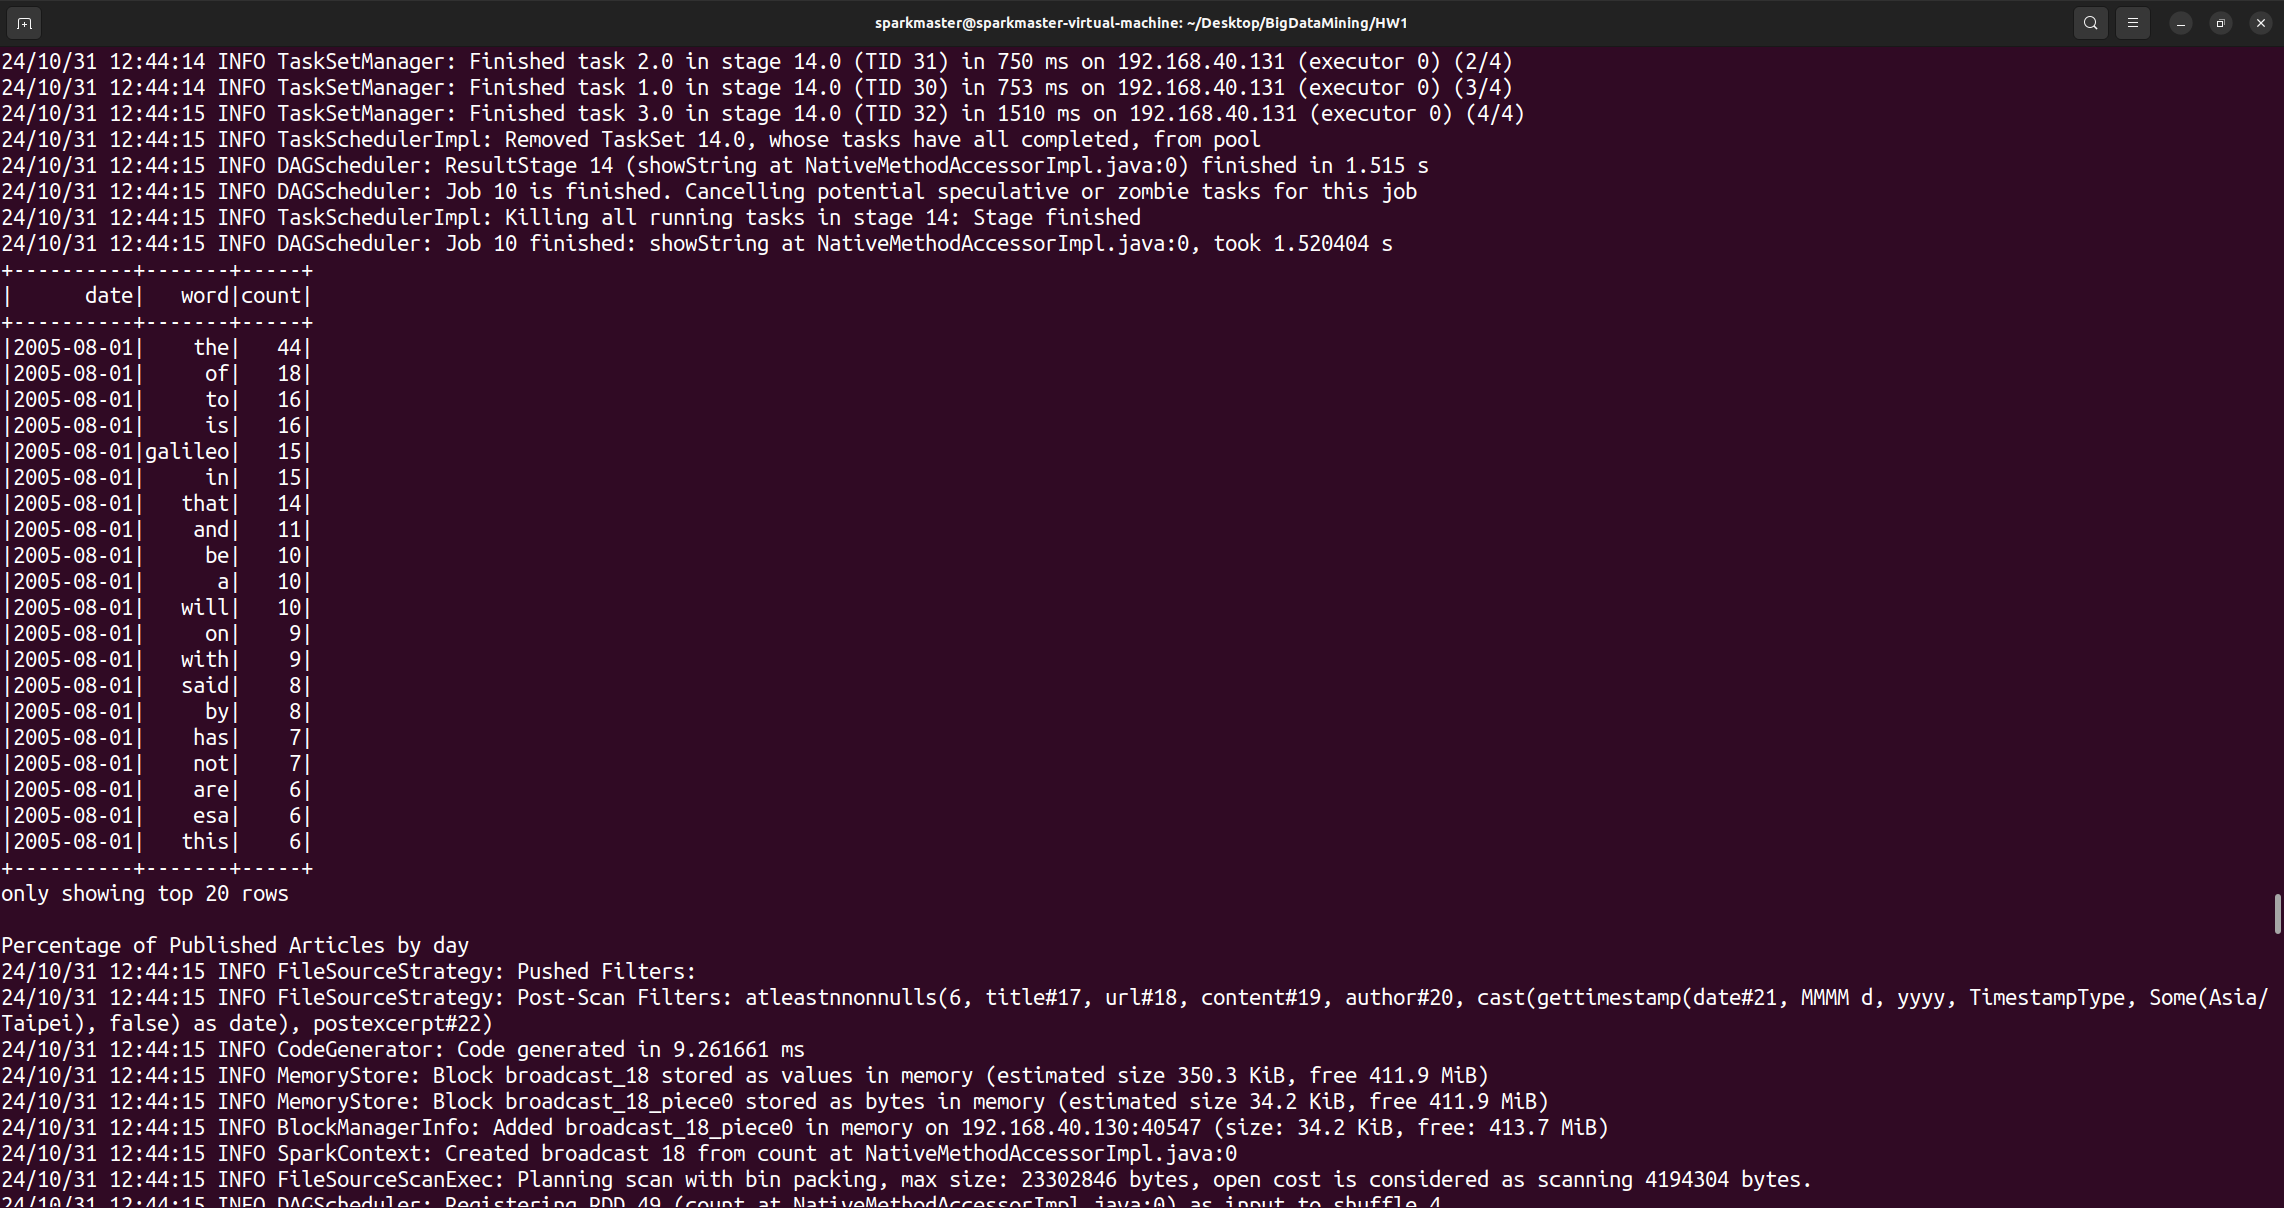 sparkmaster@sparkmaster-virtual-machine: ~/Desktop/BigDataMining/HW1
24/10/31 12:44:14 INFO TaskSetManager: Finished task 2.0 in stage 14.0 (TID 31) in 750 ms on 192.168.40.131 (executor 0) (2/4)
24/10/31 12:44:14 INFO TaskSetManager: Finished task 1.0 in stage 14.0 (TID 30) in 753 ms on 192.168.40.131 (executor 0) (3/4)
24/10/31 12:44:15 INFO TaskSetManager: Finished task 3.0 in stage 14.0 (TID 32) in 1510 ms on 192.168.40.131 (executor 0) (4/4)
24/10/31 12:44:15 INFO TaskSchedulerImpl: Removed TaskSet 14.0, whose tasks have all completed, from pool
24/10/31 12:44:15 INFO DAGScheduler: ResultStage 14 (showString at NativeMethodAccessorImpl.java:0) finished in 1.515 s
24/10/31 12:44:15 INFO DAGScheduler: Job 10 is finished. Cancelling potential speculative or zombie tasks for this job
24/10/31 12:44:15 INFO TaskSchedulerImpl: Killing all running tasks in stage 14: Stage finished
24/10/31 12:44:15 INFO DAGScheduler: Job 10 finished: showString at NativeMethodAccessorImpl.java:0, took 1.520404 s
+----------+-------+-----+
|      date|   word|count|
+----------+-------+-----+
|2005-08-01|    the|   44|
|2005-08-01|     of|   18|
|2005-08-01|     to|   16|
|2005-08-01|     is|   16|
|2005-08-01|galileo|   15|
|2005-08-01|     in|   15|
|2005-08-01|   that|   14|
|2005-08-01|    and|   11|
|2005-08-01|     be|   10|
|2005-08-01|      a|   10|
|2005-08-01|   will|   10|
|2005-08-01|     on|    9|
|2005-08-01|   with|    9|
|2005-08-01|   said|    8|
|2005-08-01|     by|    8|
|2005-08-01|    has|    7|
|2005-08-01|    not|    7|
|2005-08-01|    are|    6|
|2005-08-01|    esa|    6|
|2005-08-01|   this|    6|
+----------+-------+-----+
only showing top 20 rows
Percentage of Published Articles by day
24/10/31 12:44:15 INFO FileSourceStrategy: Pushed Filters:
24/10/31 12:44:15 INFO FileSourceStrategy: Post-Scan Filters: atleastnnonnulls(6, title#17, url#18, content#19, author#20, cast(gettimestamp(date#21, MMMM d, yyyy, TimestampType, Some(Asia/
Taipei), false) as date), postexcerpt#22)
24/10/31 12:44:15 INFO CodeGenerator: Code generated in 9.261661 ms
24/10/31 12:44:15 INFO MemoryStore: Block broadcast_18 stored as values in memory (estimated size 350.3 KiB, free 411.9 MiB)
24/10/31 12:44:15 INFO MemoryStore: Block broadcast_18_piece0 stored as bytes in memory (estimated size 34.2 KiB, free 411.9 MiB)
24/10/31 12:44:15 INFO BlockManagerInfo: Added broadcast_18_piece0 in memory on 192.168.40.130:40547 (size: 34.2 KiB, free: 413.7 MiB)
24/10/31 12:44:15 INFO SparkContext: Created broadcast 18 from count at NativeMethodAccessorImpl.java:0
24/10/31 12:44:15 INFO FileSourceScanExec: Planning scan with bin packing, max size: 23302846 bytes, open cost is considered as scanning 4194304 bytes.
24/10/31 12:44:15 INFO DAGScheduler: Registering RDD 49 (count at NativeMethodAccessorImpl.java:0) as input to shuffle 4